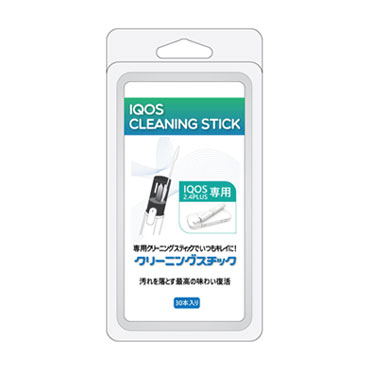 IQOS
CLEANING STICK
IQOS
2.4PLUS
専用
専用クリーニングスティックでいつもキレイに!
クリーニングスチック
汚れを落とす最高の味わい復活
30本入り